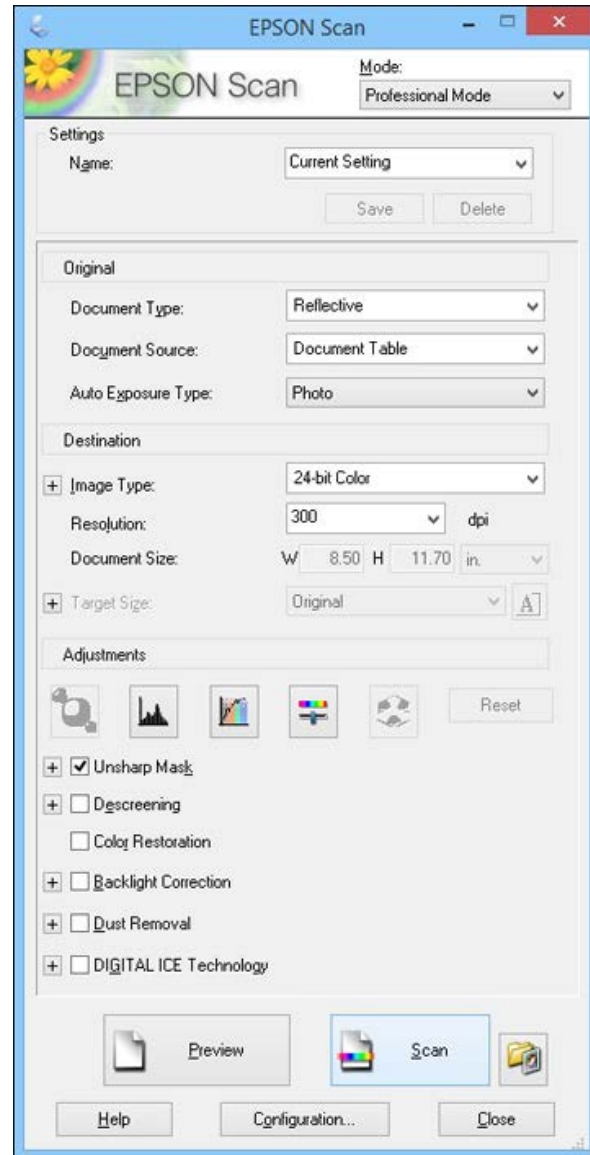 EPSON Scan
EPSON Scan
Mode:
Professional Mode
Settings
Name: Current Setting
Save Delete
Original
Document Type: Reflective
Document Source: Document Table
Auto Exposure Type: Photo
Destination
+ Image Type: 24-bit Color
Resolution: 300 dpi
Document Size: W 8.50 H 11.70 in.
+ Target Size: Original A
Adjustments
Reset
+ Unsharp Mask
+ Descreening
Color Restoration
+ Backlight Correction
+ Dust Removal
+ DIGITAL ICE Technology
Preview Scan
Help Configuration... Close